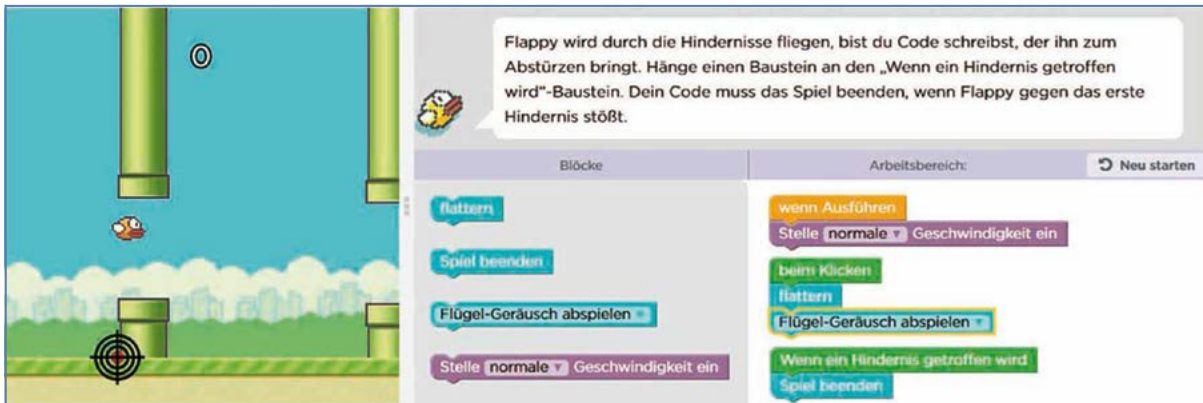 0
Flappy wird durch die Hindernisse fliegen, bist du Code schreibst, der ihn zum
Abstürzen bringt. Hänge einen Baustein an den „Wenn ein Hindernis getroffen
wird"-Baustein. Dein Code muss das Spiel beenden, wenn Flappy gegen das erste
Hindernis stößt.
Blöcke
Arbeitsbereich:
Neu starten
flattern
Spiel beenden
Flügel-Geräusch abspielen
Stelle normale Geschwindigkeit ein
wenn Ausführen
Stelle normale Geschwindigkeit ein
beim Klicken
flattern
Flügel-Geräusch abspielen
Wenn ein Hindernis getroffen wird
Spiel beenden